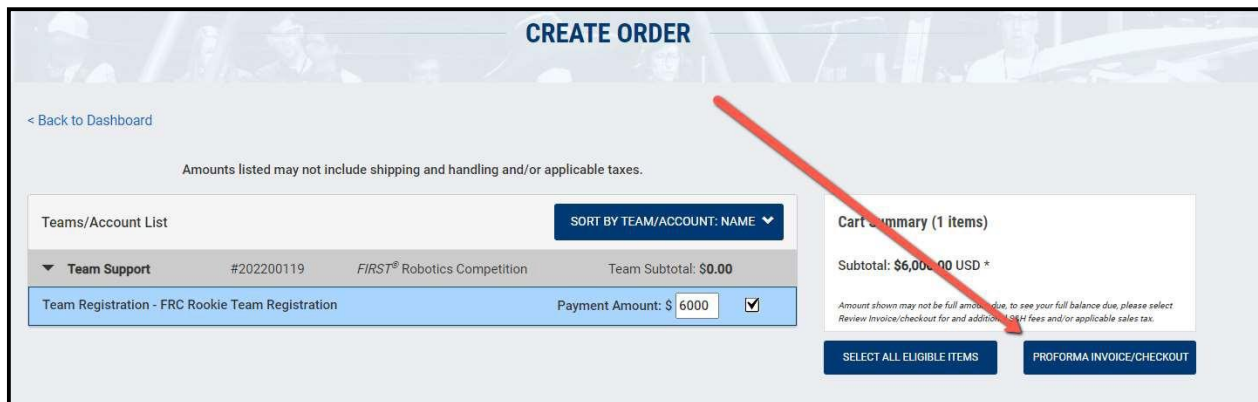 CREATE ORDER
< Back to Dashboard
Amounts listed may not include shipping and handling and/or applicable taxes.
Teams/Account List
SORT BY TEAM/ACCOUNT: NAME
Team Support #202200119 FIRST® Robotics Competition Team Subtotal: $0.00
Team Registration - FRC Rookie Team Registration Payment Amount: $ 6000
Cart Summary (1 items)
Subtotal: $6,000.00 USD *
Amount shown may not be full amount due, to see your full balance due, please select
Review Invoice/checkout for and additional S&H fees and/or applicable sales tax.
SELECT ALL ELIGIBLE ITEMS
PROFORMA INVOICE/CHECKOUT